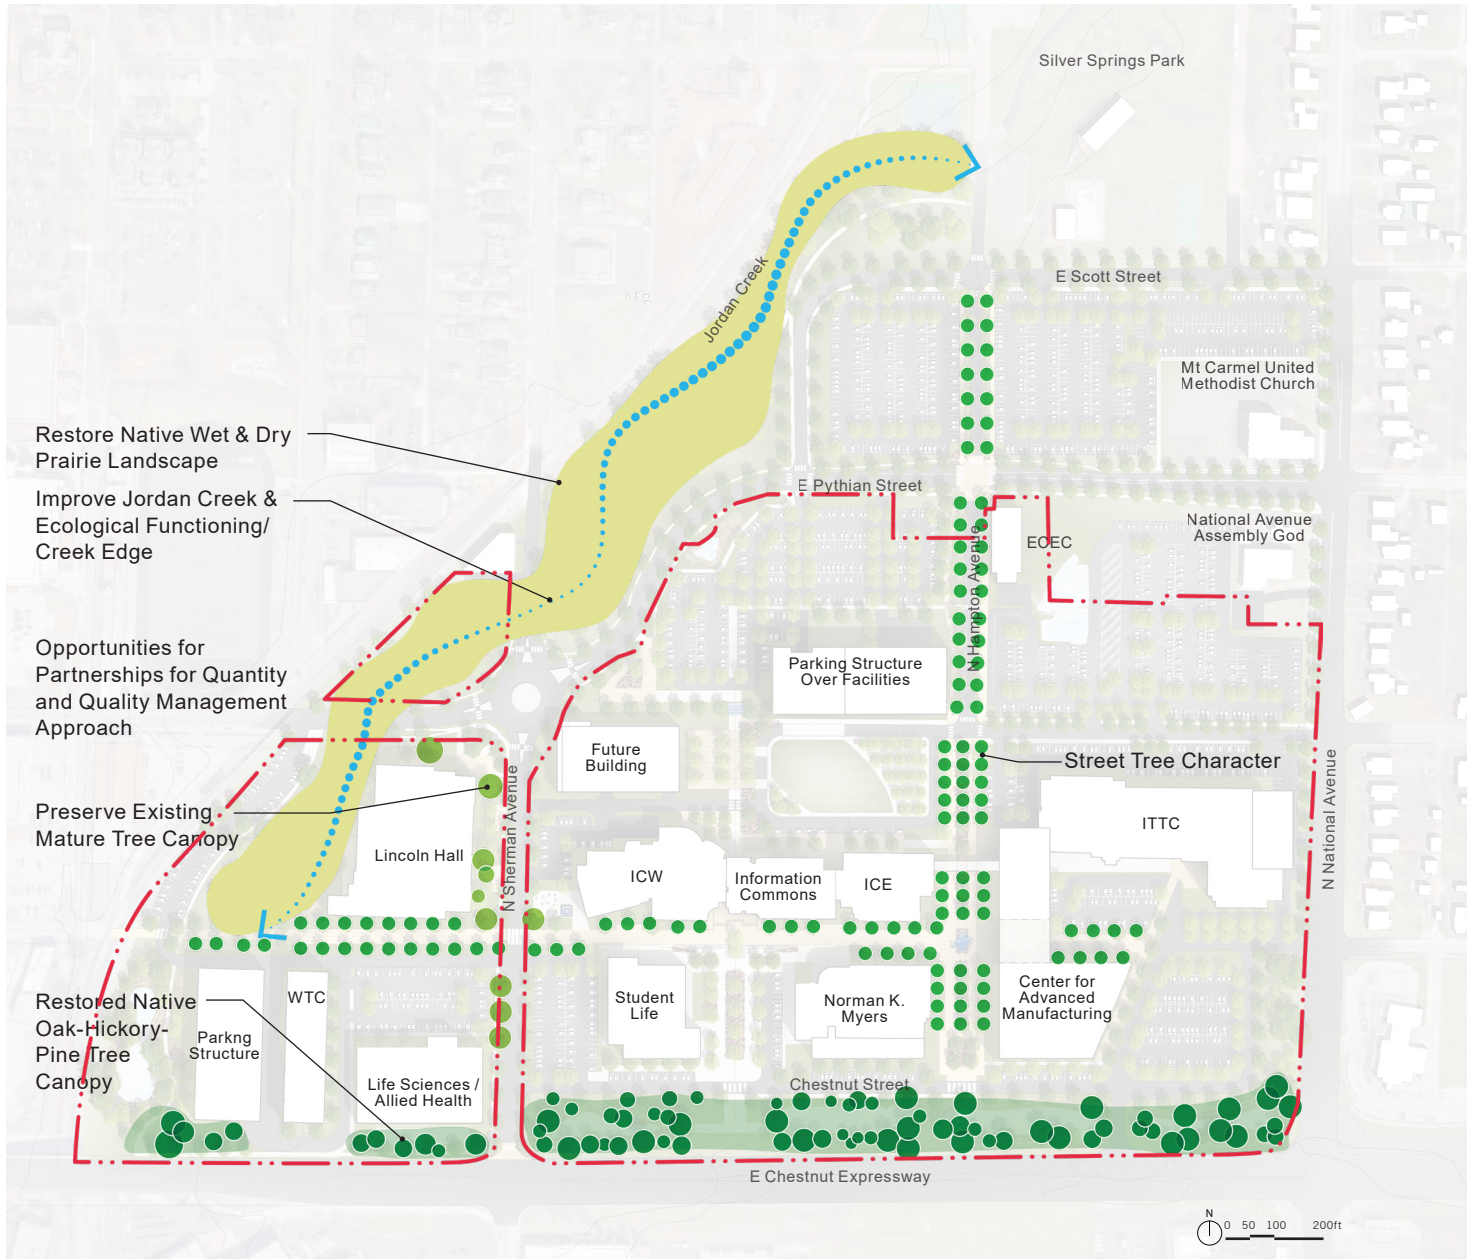 Silver Springs Park
E Scott Street
Jordan Creek
Mt Carmel United
Methodist Church
Restore Native Wet & Dry
Prairie Landscape
Improve Jordan Creek &
Ecological Functioning/
Creek Edge
E Pythian Street
National Avenue
Assembly God
ECEC
N Hampton Avenue
Opportunities for
Partnerships for Quantity
and Quality Management
Approach
Parking Structure
Over Facilities
Future
Building
Street Tree Character
Preserve Existing
Mature Tree Canopy
N Sherman Avenue
N National Avenue
Lincoln Hall
ICW
Information
Commons
ICE
ITTC
Restored Native
Oak-Hickory-
Pine Tree
Canopy
WTC
Parkng
Structure
Student
Life
Norman K.
Myers
Center for
Advanced
Manufacturing
Life Sciences /
Allied Health
Chestnut Street
E Chestnut Expressway
N
0 50 100 200ft